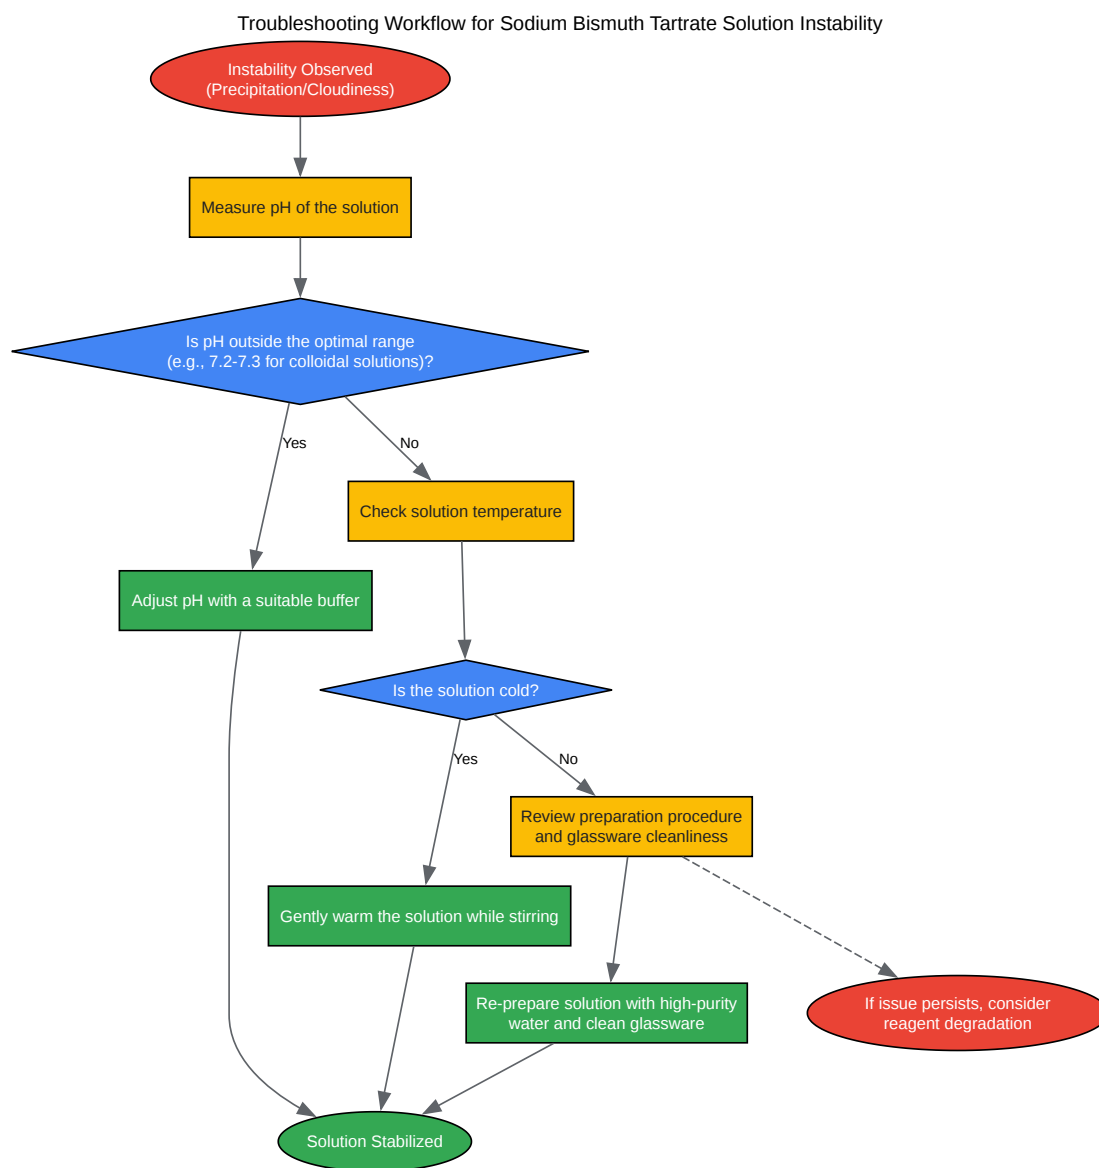 Troubleshooting Workflow for Sodium Bismuth Tartrate Solution Instability
Instability Observed
(Precipitation/Cloudiness)
Measure pH of the solution
Is pH outside the optimal range
(e.g., 7.2-7.3 for colloidal solutions)?
Yes
No
Check solution temperature
Adjust pH with a suitable buffer
Is the solution cold?
Yes
No
Review preparation procedure
and glassware cleanliness
Gently warm the solution while stirring
Re-prepare solution with high-purity
water and clean glassware
If issue persists, consider
reagent degradation
Solution Stabilized